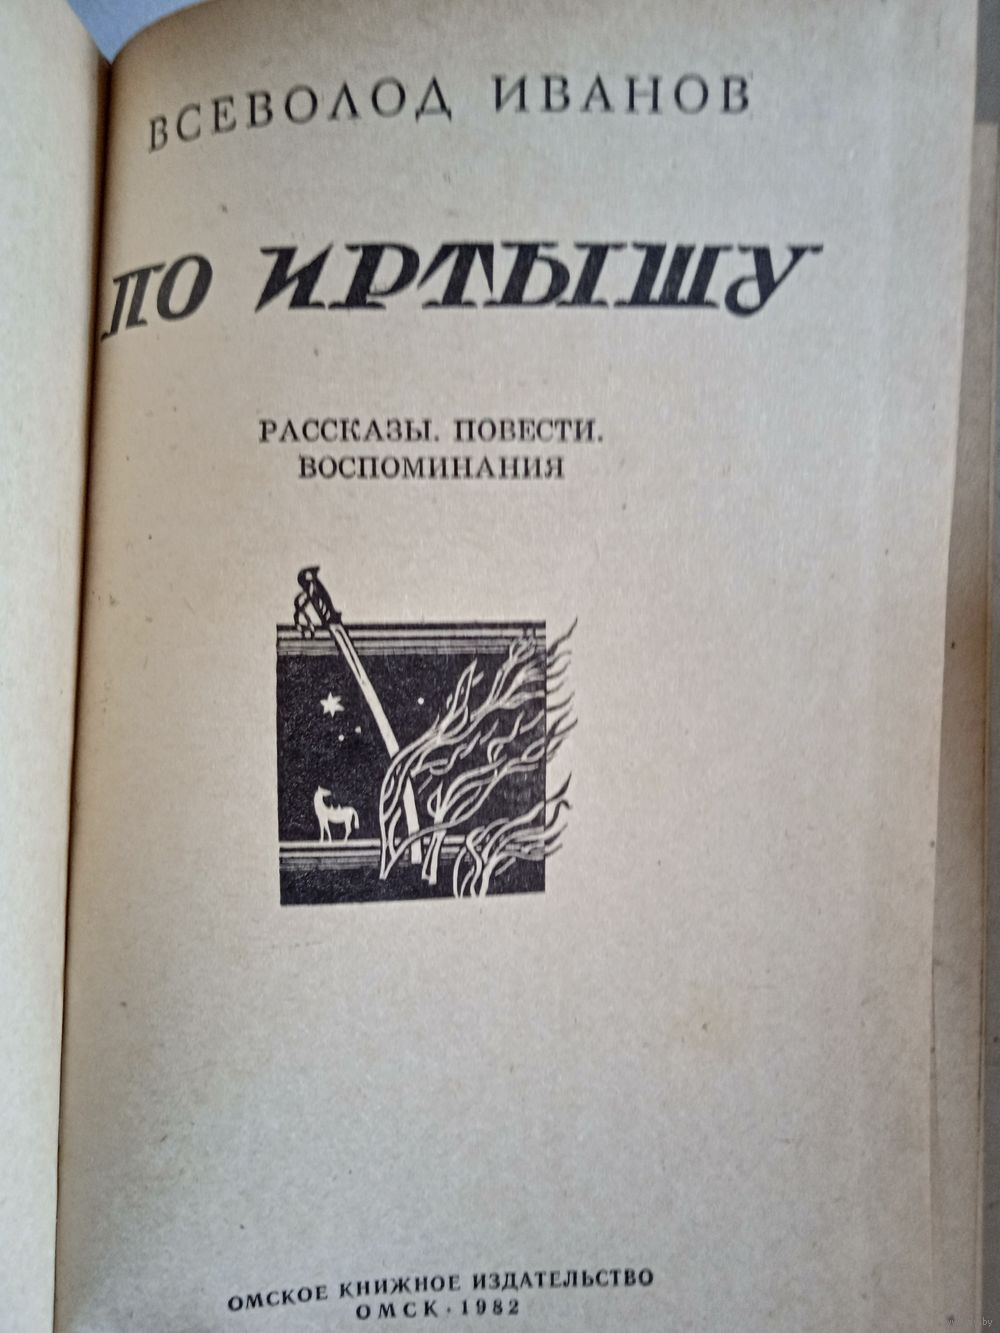 ВСЕВОЛОД ИВАНОВ
ПО ИРТЫШУ
РАССКАЗЫ. ПОВЕСТИ.
ВОСПОМИНАНИЯ
ОМСКОЕ КНИЖНОЕ ИЗДАТЕЛЬСТВО
ОМСК · 1982